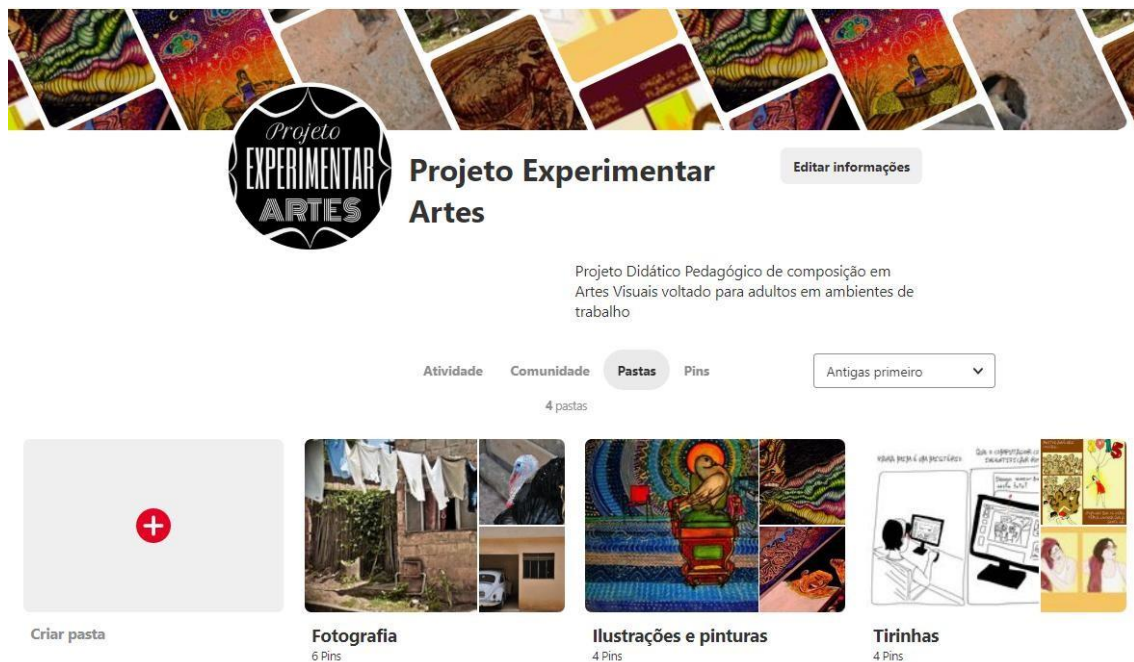 Projeto
EXPERIMENTAR
ARTES
Projeto Experimentar
Artes
Editar informações
Projeto Didático Pedagógico de composição em
Artes Visuais voltado para adultos em ambientes de
trabalho
Atividade
Comunidade
Pastas
Pins
Antigas primeiro
4 pastas
Criar pasta
Fotografia
6 Pins
Ilustrações e pinturas
4 Pins
Tirinhas
4 Pins